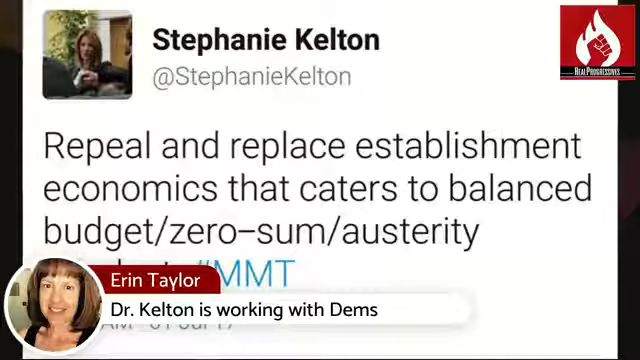 Stephanie Kelton
@StephanieKelton
REALPROGRESSIVES
Repeal and replace establishment
economics that caters to balanced
budget/zero-sum/austerity
#MMT
Erin Taylor
Dr. Kelton is working with Dems